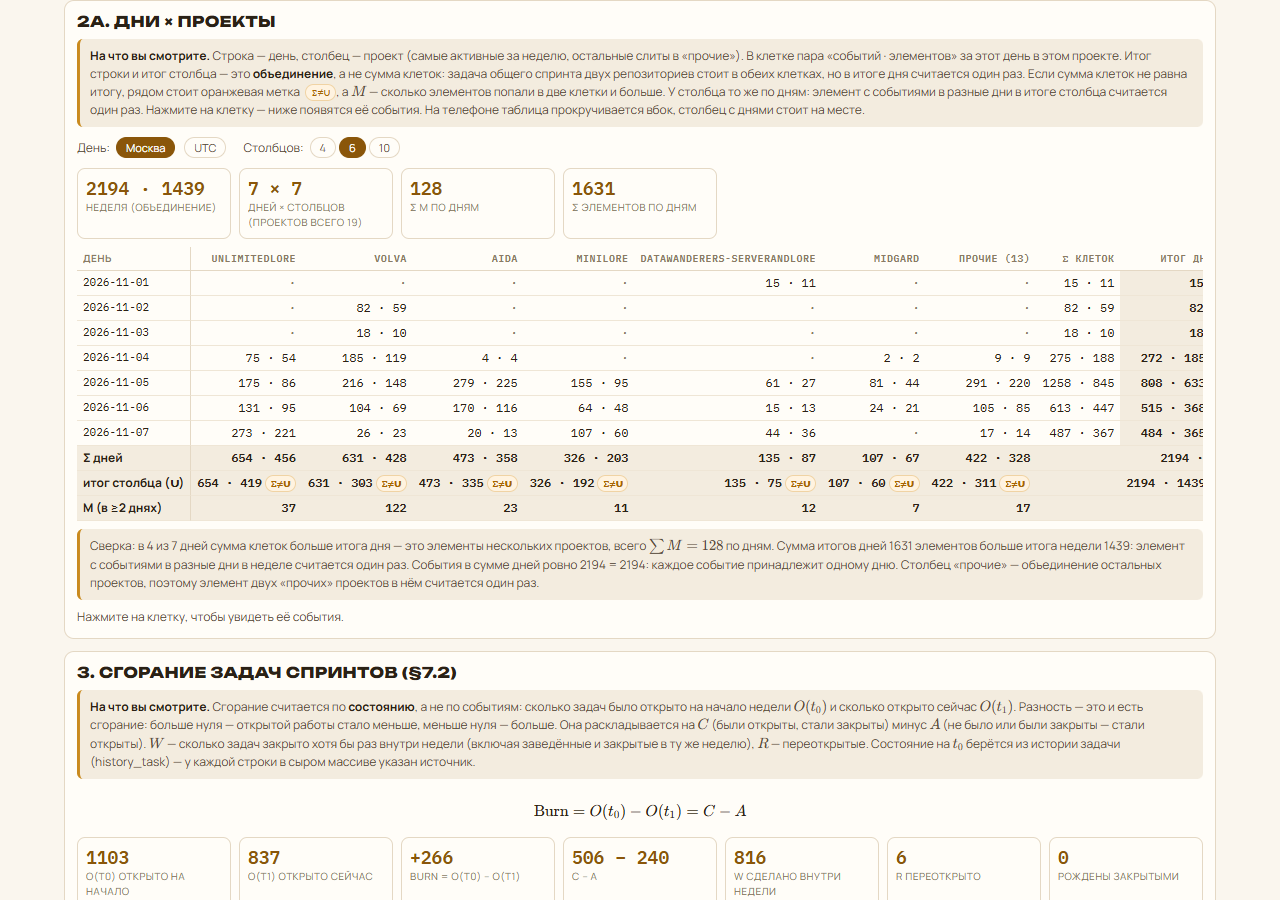 2А. ДНИ × ПРОЕКТЫ
На что вы смотрите. Строка — день, столбец — проект (самые активные за неделю, остальные слиты в «прочие»). В клетке пара «событий · элементов» за этот день в этом проекте. Итог
строки и итог столбца — это объединение, а не сумма клеток: задача общего спринта двух репозиториев стоит в обеих клетках, но в итоге дня считается один раз. Если сумма клеток не равна
итогу, рядом стоит оранжевая метка Σ≠∪ , а M — сколько элементов попали в две клетки и больше. У столбца то же по дням: элемент с событиями в разные дни в итоге столбца считается
один раз. Нажмите на клетку — ниже появятся её события. На телефоне таблица прокручивается вбок, столбец с днями стоит на месте.
День: Москва UTC Столбцов: 4 6 10
2194 · 1439 7 × 7 128 1631
НЕДЕЛЯ (ОБЪЕДИНЕНИЕ) ДНЕЙ × СТОЛБЦОВ Σ M ПО ДНЯМ Σ ЭЛЕМЕНТОВ ПО ДНЯМ
(ПРОЕКТОВ ВСЕГО 19)
ДЕНЬ UNLIMITEDLORE VOLVA AIDA MINILORE DATAWANDERERS-SERVERANDLORE MIDGARD ПРОЧИЕ (13) Σ КЛЕТОК ИТОГ ДН
2026-11-01 · · · · 15 · 11 · · 15 · 11 15
2026-11-02 · 82 · 59 · · · · · 82 · 59 82
2026-11-03 · 18 · 10 · · · · · 18 · 10 18
2026-11-04 75 · 54 185 · 119 4 · 4 · · 2 · 2 9 · 9 275 · 188 272 · 185
2026-11-05 175 · 86 216 · 148 279 · 225 155 · 95 61 · 27 81 · 44 291 · 220 1258 · 845 808 · 633
2026-11-06 131 · 95 104 · 69 170 · 116 64 · 48 15 · 13 24 · 21 105 · 85 613 · 447 515 · 368
2026-11-07 273 · 221 26 · 23 20 · 13 107 · 60 44 · 36 · 17 · 14 487 · 367 484 · 365
Σ дней 654 · 456 631 · 428 473 · 358 326 · 203 135 · 87 107 · 67 422 · 328 2194 ·
итог столбца (∪) 654 · 419 Σ≠∪ 631 · 303 Σ≠∪ 473 · 335 Σ≠∪ 326 · 192 Σ≠∪ 135 · 75 Σ≠∪ 107 · 60 Σ≠∪ 422 · 311 Σ≠∪ 2194 · 1439
M (в ≥2 днях) 37 122 23 11 12 7 17
Сверка: в 4 из 7 дней сумма клеток больше итога дня — это элементы нескольких проектов, всего ∑ M = 128 по дням. Сумма итогов дней 1631 элементов больше итога недели 1439: элемент
с событиями в разные дни в неделе считается один раз. События в сумме дней ровно 2194 = 2194: каждое событие принадлежит одному дню. Столбец «прочие» — объединение остальных
проектов, поэтому элемент двух «прочих» проектов в нём считается один раз.
Нажмите на клетку, чтобы увидеть её события.
3. СГОРАНИЕ ЗАДАЧ СПРИНТОВ (§7.2)
На что вы смотрите. Сгорание считается по состоянию, а не по событиям: сколько задач было открыто на начало недели O(t₀) и сколько открыто сейчас O(t₁). Разность — это и есть
сгорание: больше нуля — открытой работы стало меньше, меньше нуля — больше. Она раскладывается на C (были открыты, стали закрыты) минус A (не было или были закрыты — стали
открыты). W — сколько задач закрыто хотя бы раз внутри недели (включая заведённые и закрытые в ту же неделю), R — переоткрытые. Состояние на t₀ берётся из истории задачи
(history_task) — у каждой строки в сыром массиве указан источник.
Burn = O(t₀) − O(t₁) = C − A
1103 837 +266 506 − 240 816 6 0
O(T0) ОТКРЫТО НА O(T1) ОТКРЫТО СЕЙЧАС BURN = O(T0) − O(T1) C − A W СДЕЛАНО ВНУТРИ R ПЕРЕОТКРЫТО РОЖДЕНЫ ЗАКРЫТЫМИ
НАЧАЛО НЕДЕЛИ